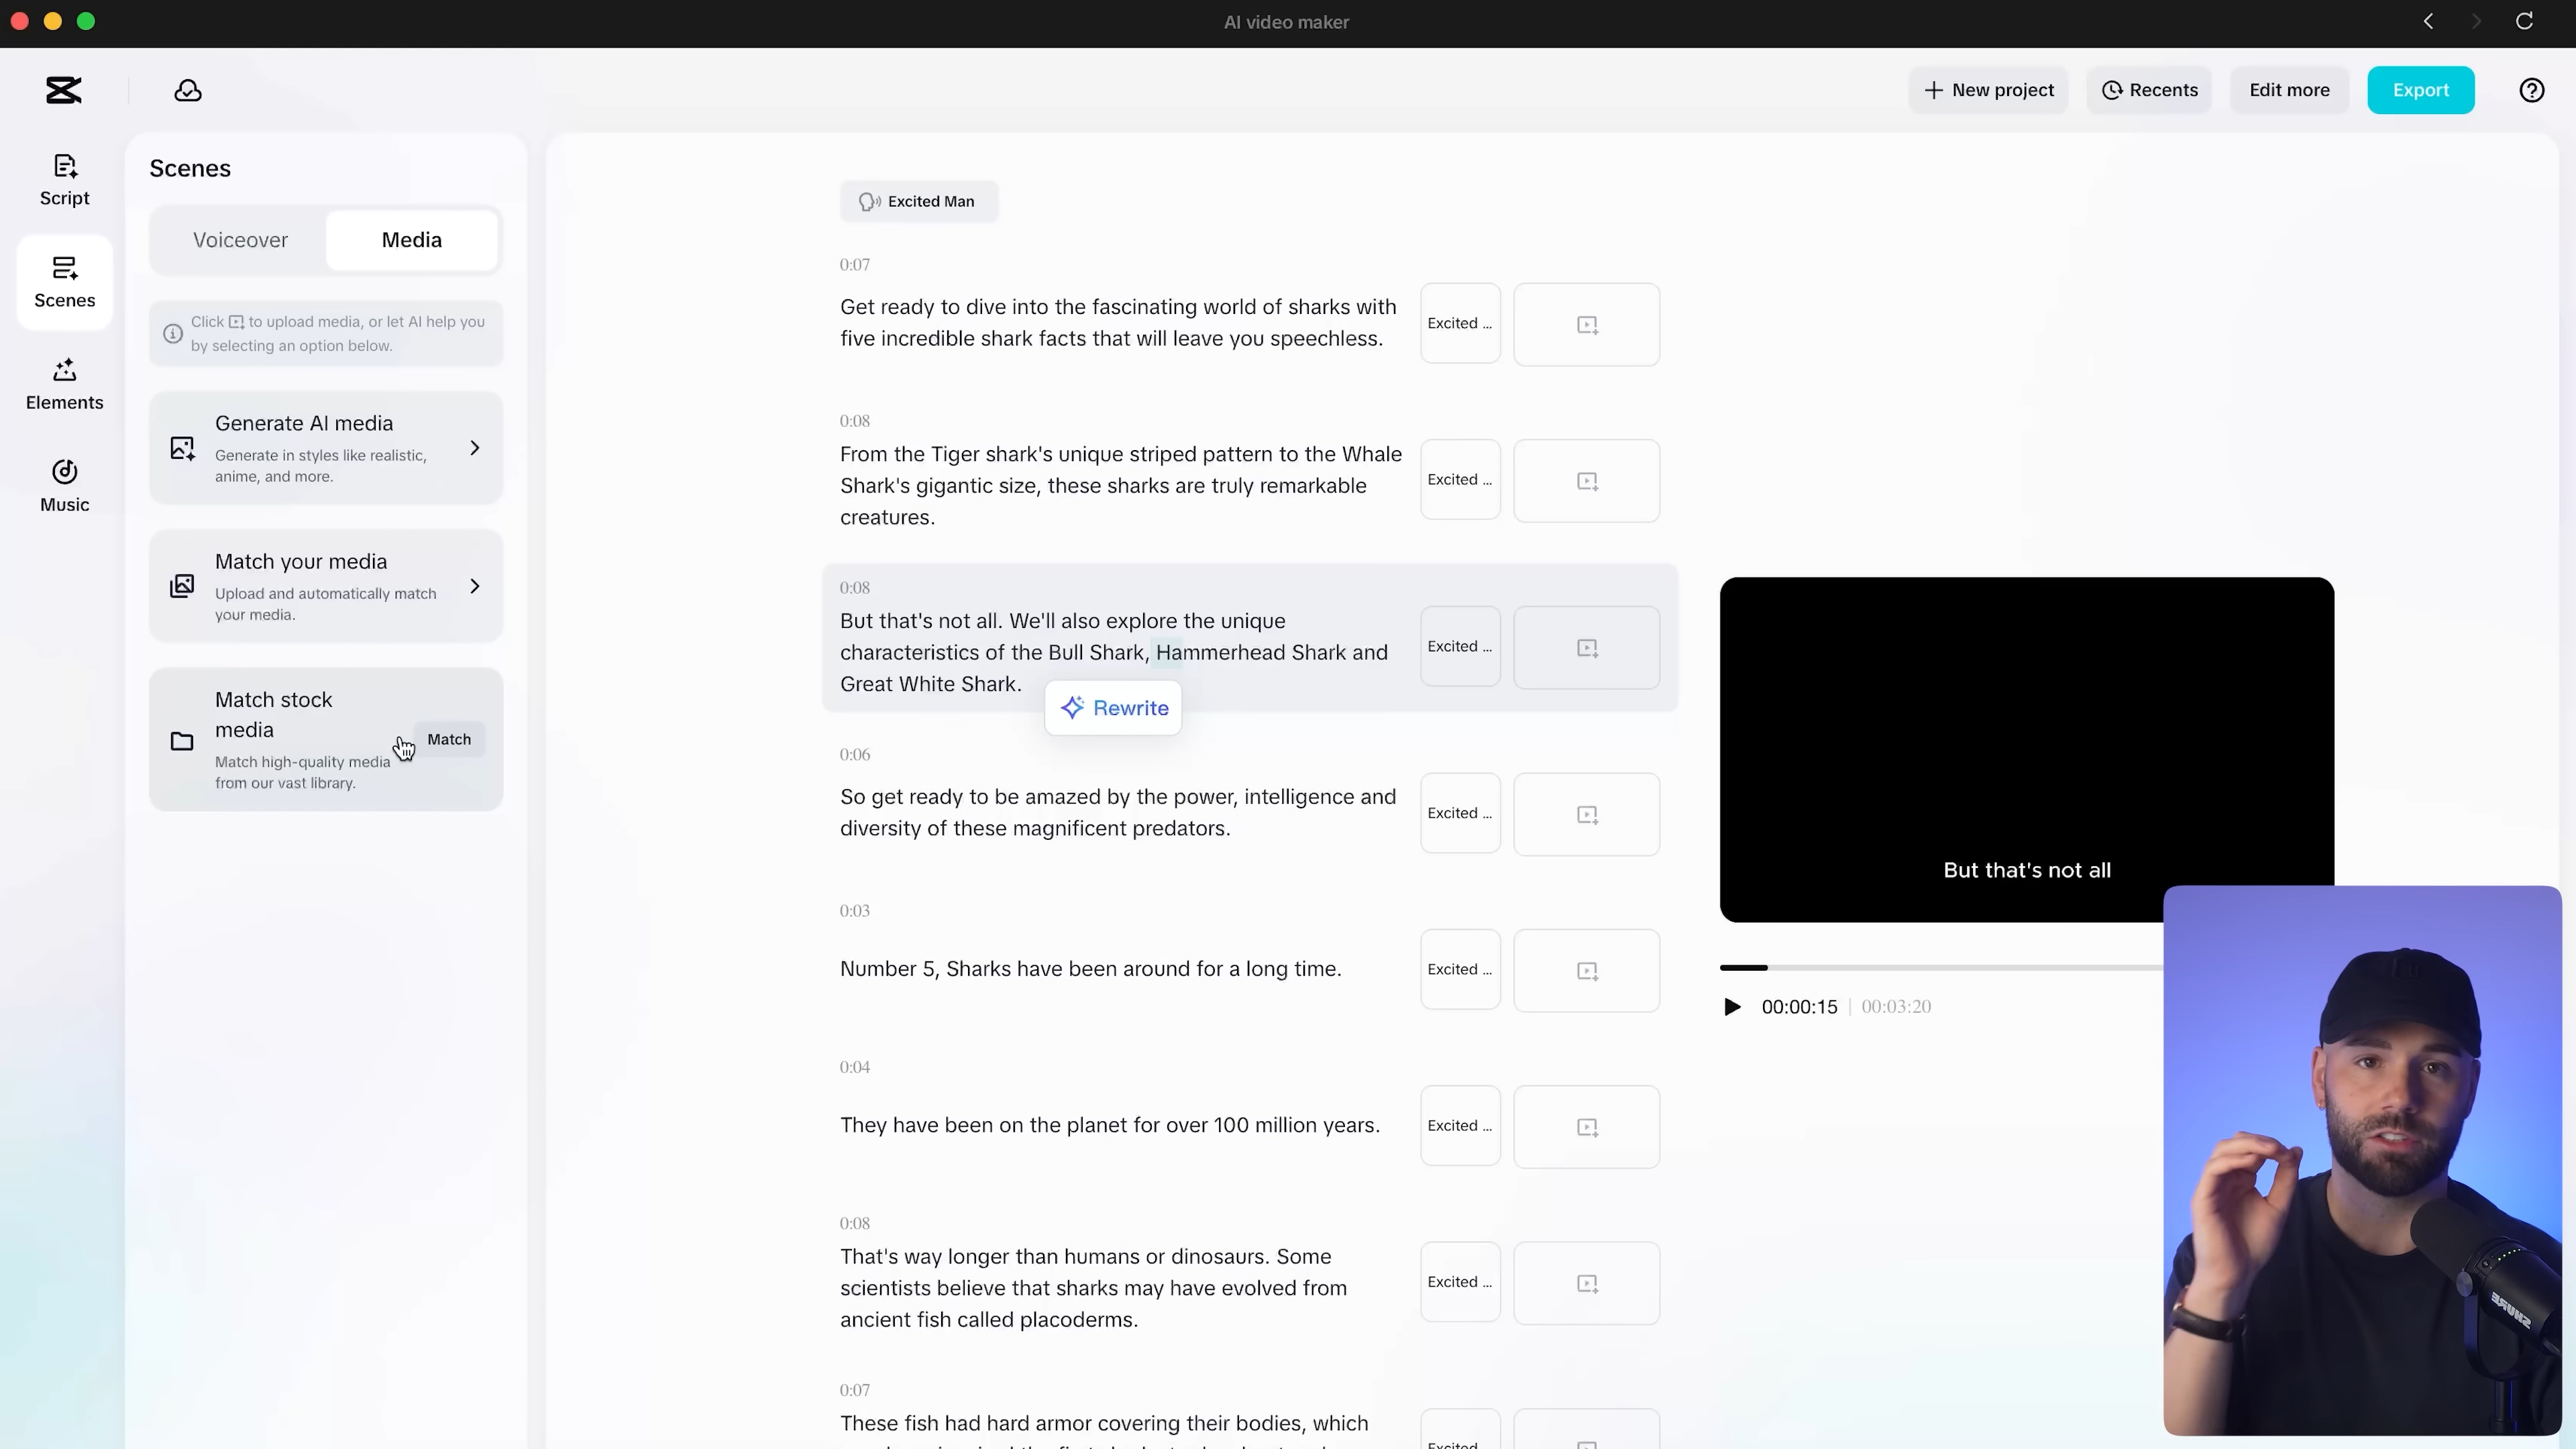 AI video maker
New project
Recents
Edit more
Export
Script
Scenes
Elements
Music
Scenes
Voiceover
Media
Click to upload media, or let AI help you
by selecting an option below.
Generate AI media
Generate in styles like realistic,
anime, and more.
Match your media
Upload and automatically match
your media.
Match stock
media
Match high-quality media
from our vast library.
Match
Excited Man
0:07
Get ready to dive into the fascinating world of sharks with
five incredible shark facts that will leave you speechless.
Excited ...
0:08
From the Tiger shark's unique striped pattern to the Whale
Shark's gigantic size, these sharks are truly remarkable
creatures.
Excited ...
0:08
But that's not all. We'll also explore the unique
characteristics of the Bull Shark, Hammerhead Shark and
Great White Shark.
Excited ...
Rewrite
0:06
So get ready to be amazed by the power, intelligence and
diversity of these magnificent predators.
Excited ...
0:03
Number 5, Sharks have been around for a long time.
Excited ...
0:04
They have been on the planet for over 100 million years.
Excited ...
0:08
That's way longer than humans or dinosaurs. Some
scientists believe that sharks may have evolved from
ancient fish called placoderms.
Excited ...
0:07
These fish had hard armor covering their bodies, which
But that's not all
00:00:15 | 00:03:20
SHURE